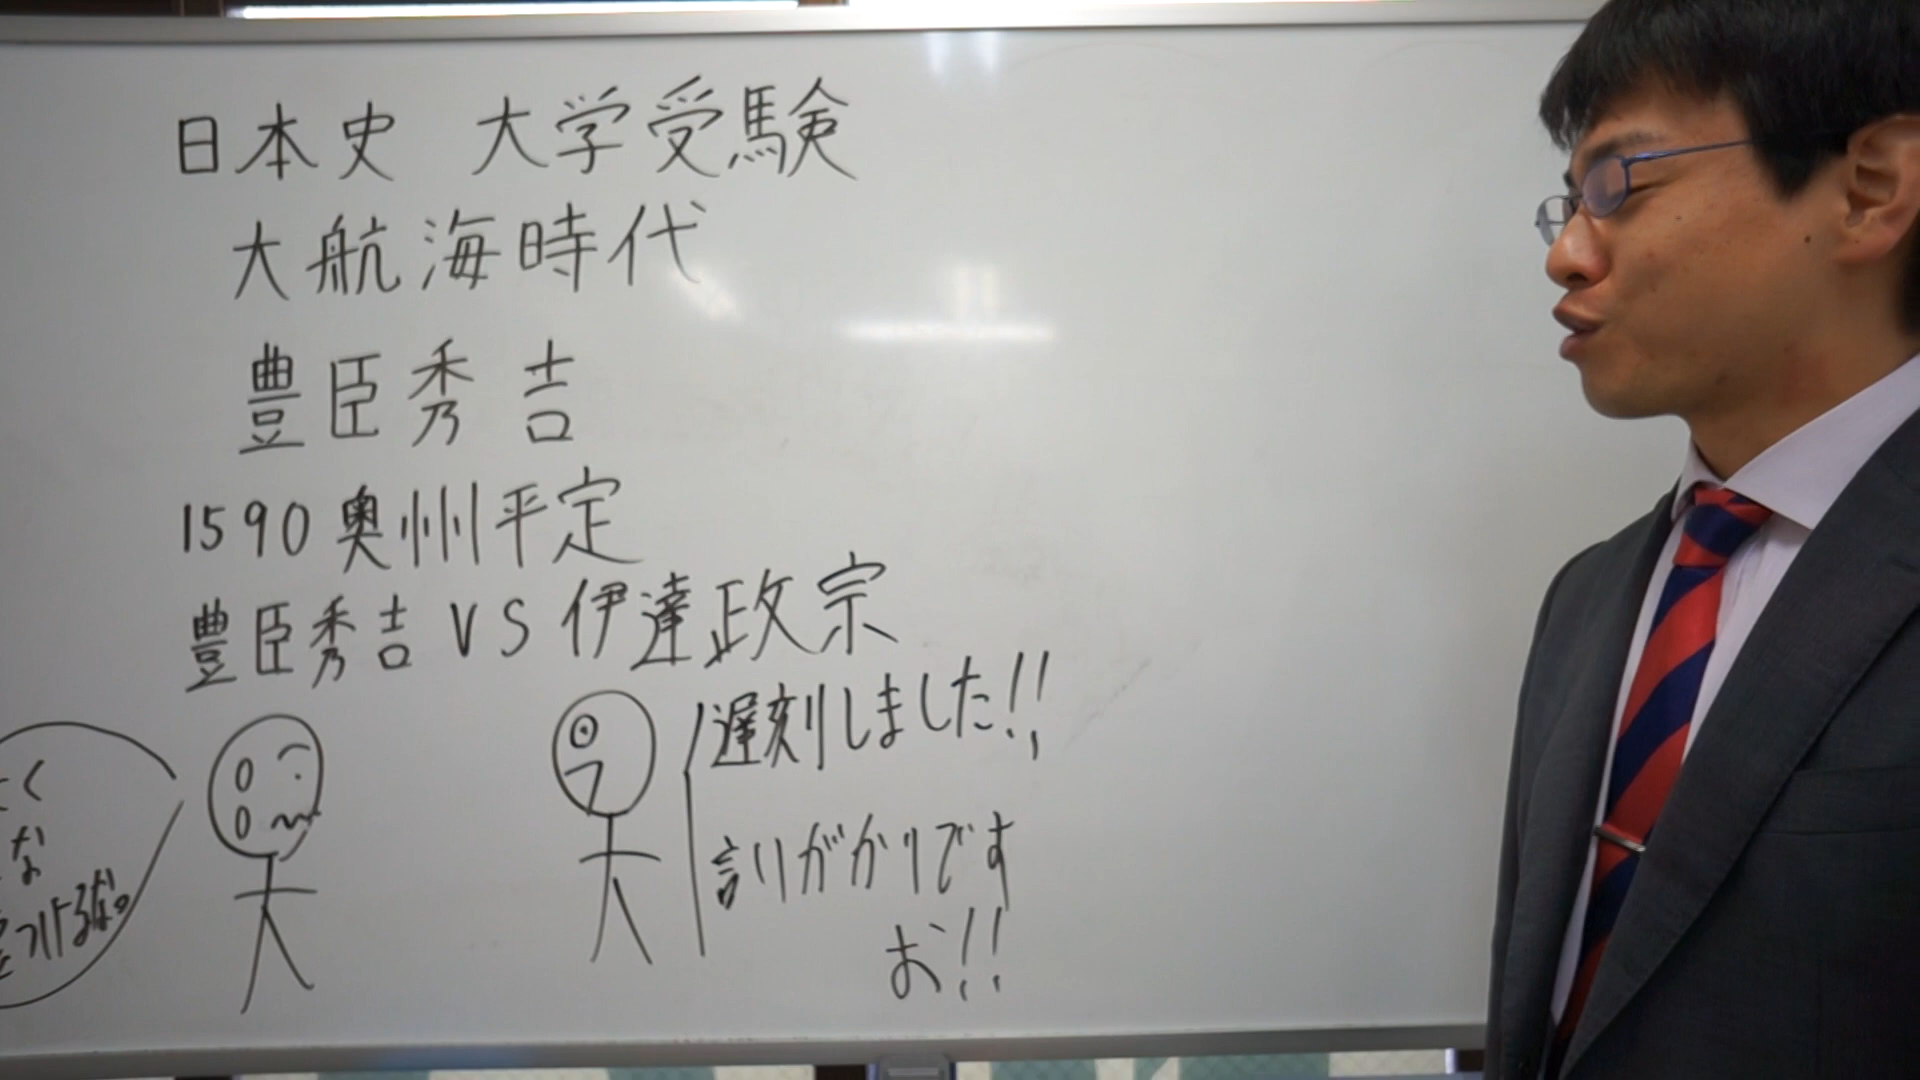 日本史 大学受験
大航海時代
豊臣秀吉
1590 奥州平定
豊臣秀吉 VS 伊達政宗
遅刻しました!!
言いがかりです
お!!